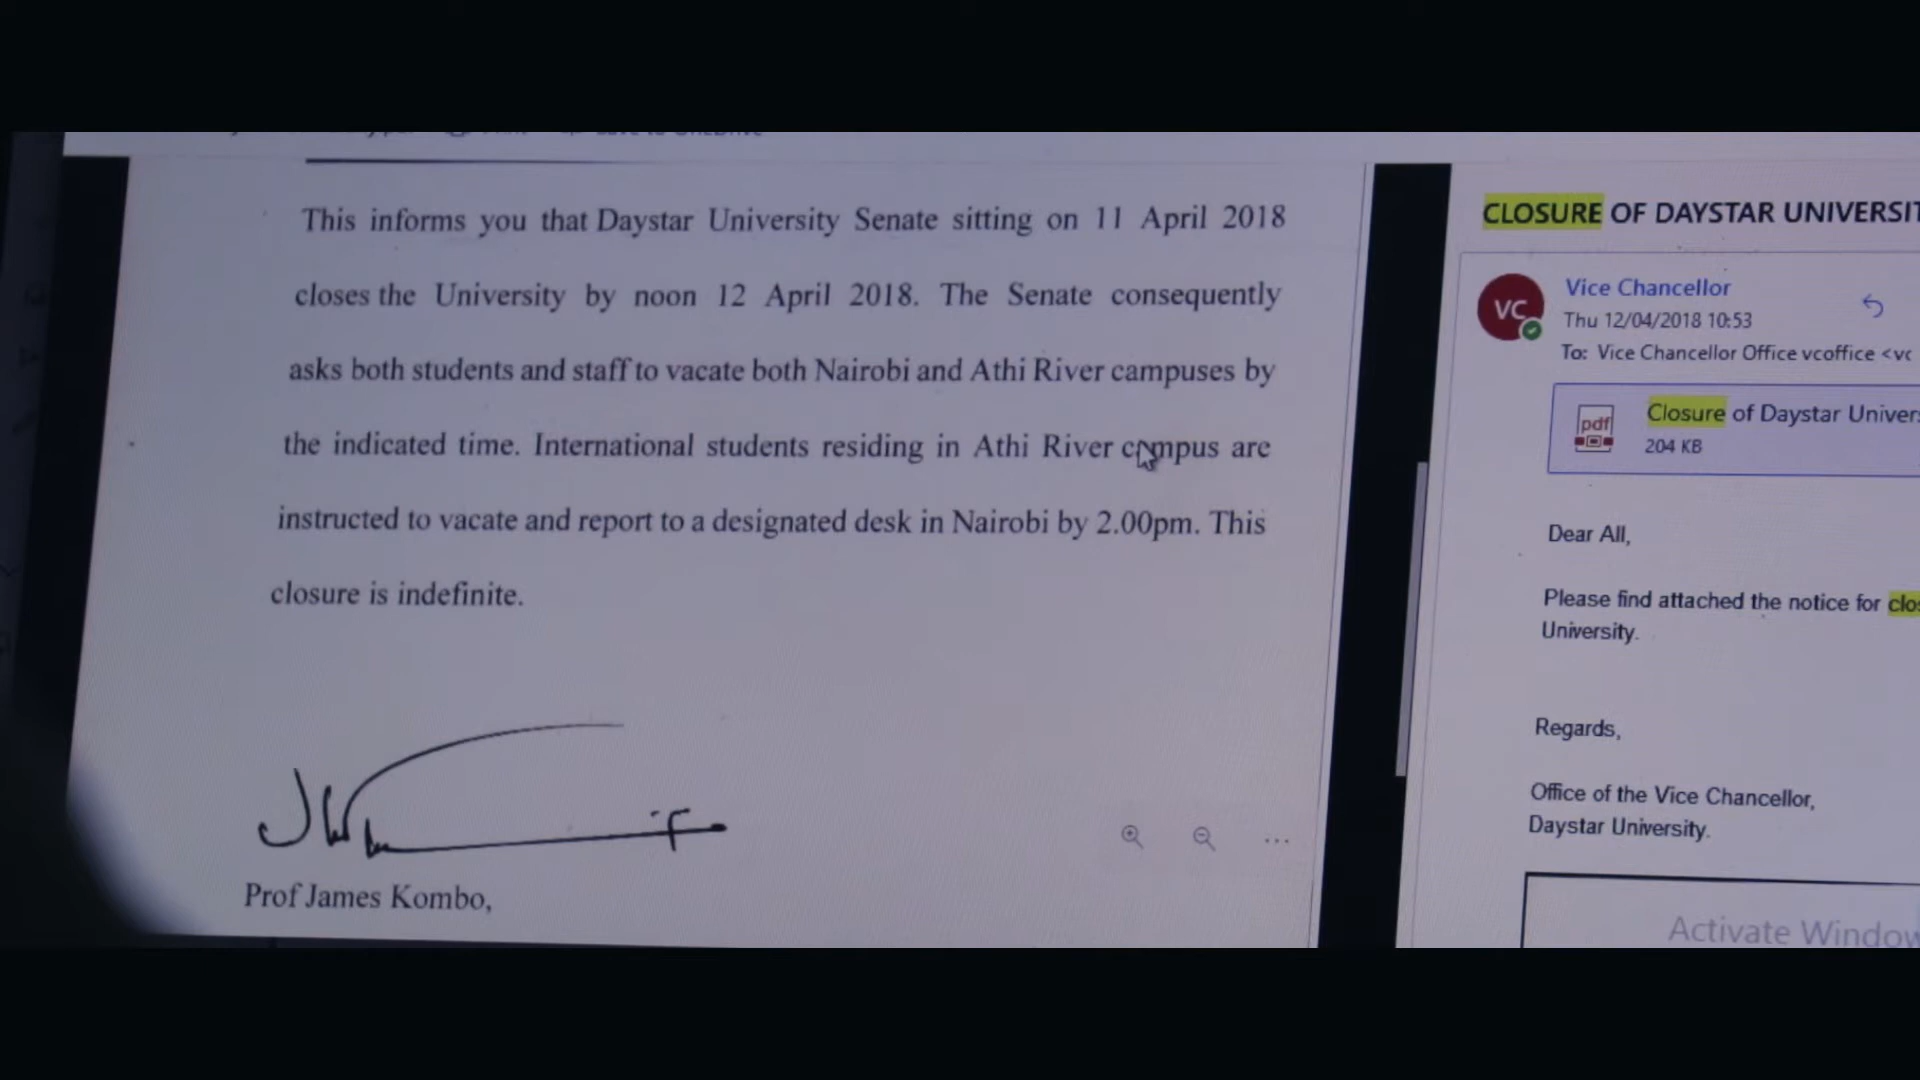 This informs you that Daystar University Senate sitting on 11 April 2018
closes the University by noon 12 April 2018. The Senate consequently
asks both students and staff to vacate both Nairobi and Athi River campuses by
the indicated time. International students residing in Athi River campus are
instructed to vacate and report to a designated desk in Nairobi by 2.00pm. This
closure is indefinite.
Prof James Kombo,
CLOSURE OF DAYSTAR UNIVERSIT
VC
Vice Chancellor
Thu 12/04/2018 10:53
To: Vice Chancellor Office vcoffice <vc
pdf
Closure of Daystar Univer
204 KB
Dear All,
Please find attached the notice for clos
University.
Regards,
Office of the Vice Chancellor,
Daystar University.
Activate Window